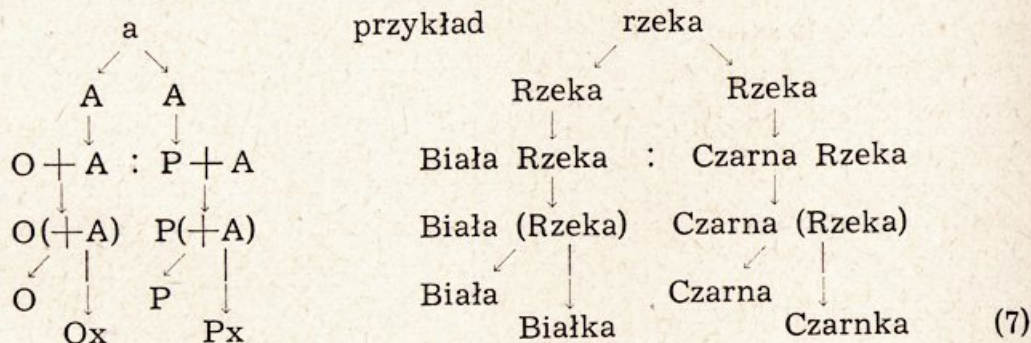 a przykład rzeka
A A Rzeka Rzeka
O + A : P + A Biała Rzeka : Czarna Rzeka
O(+A) P(+A) Biała (Rzeka) Czarna (Rzeka)
O P Biała Czarna
Ox Px Białka Czarnka (7)